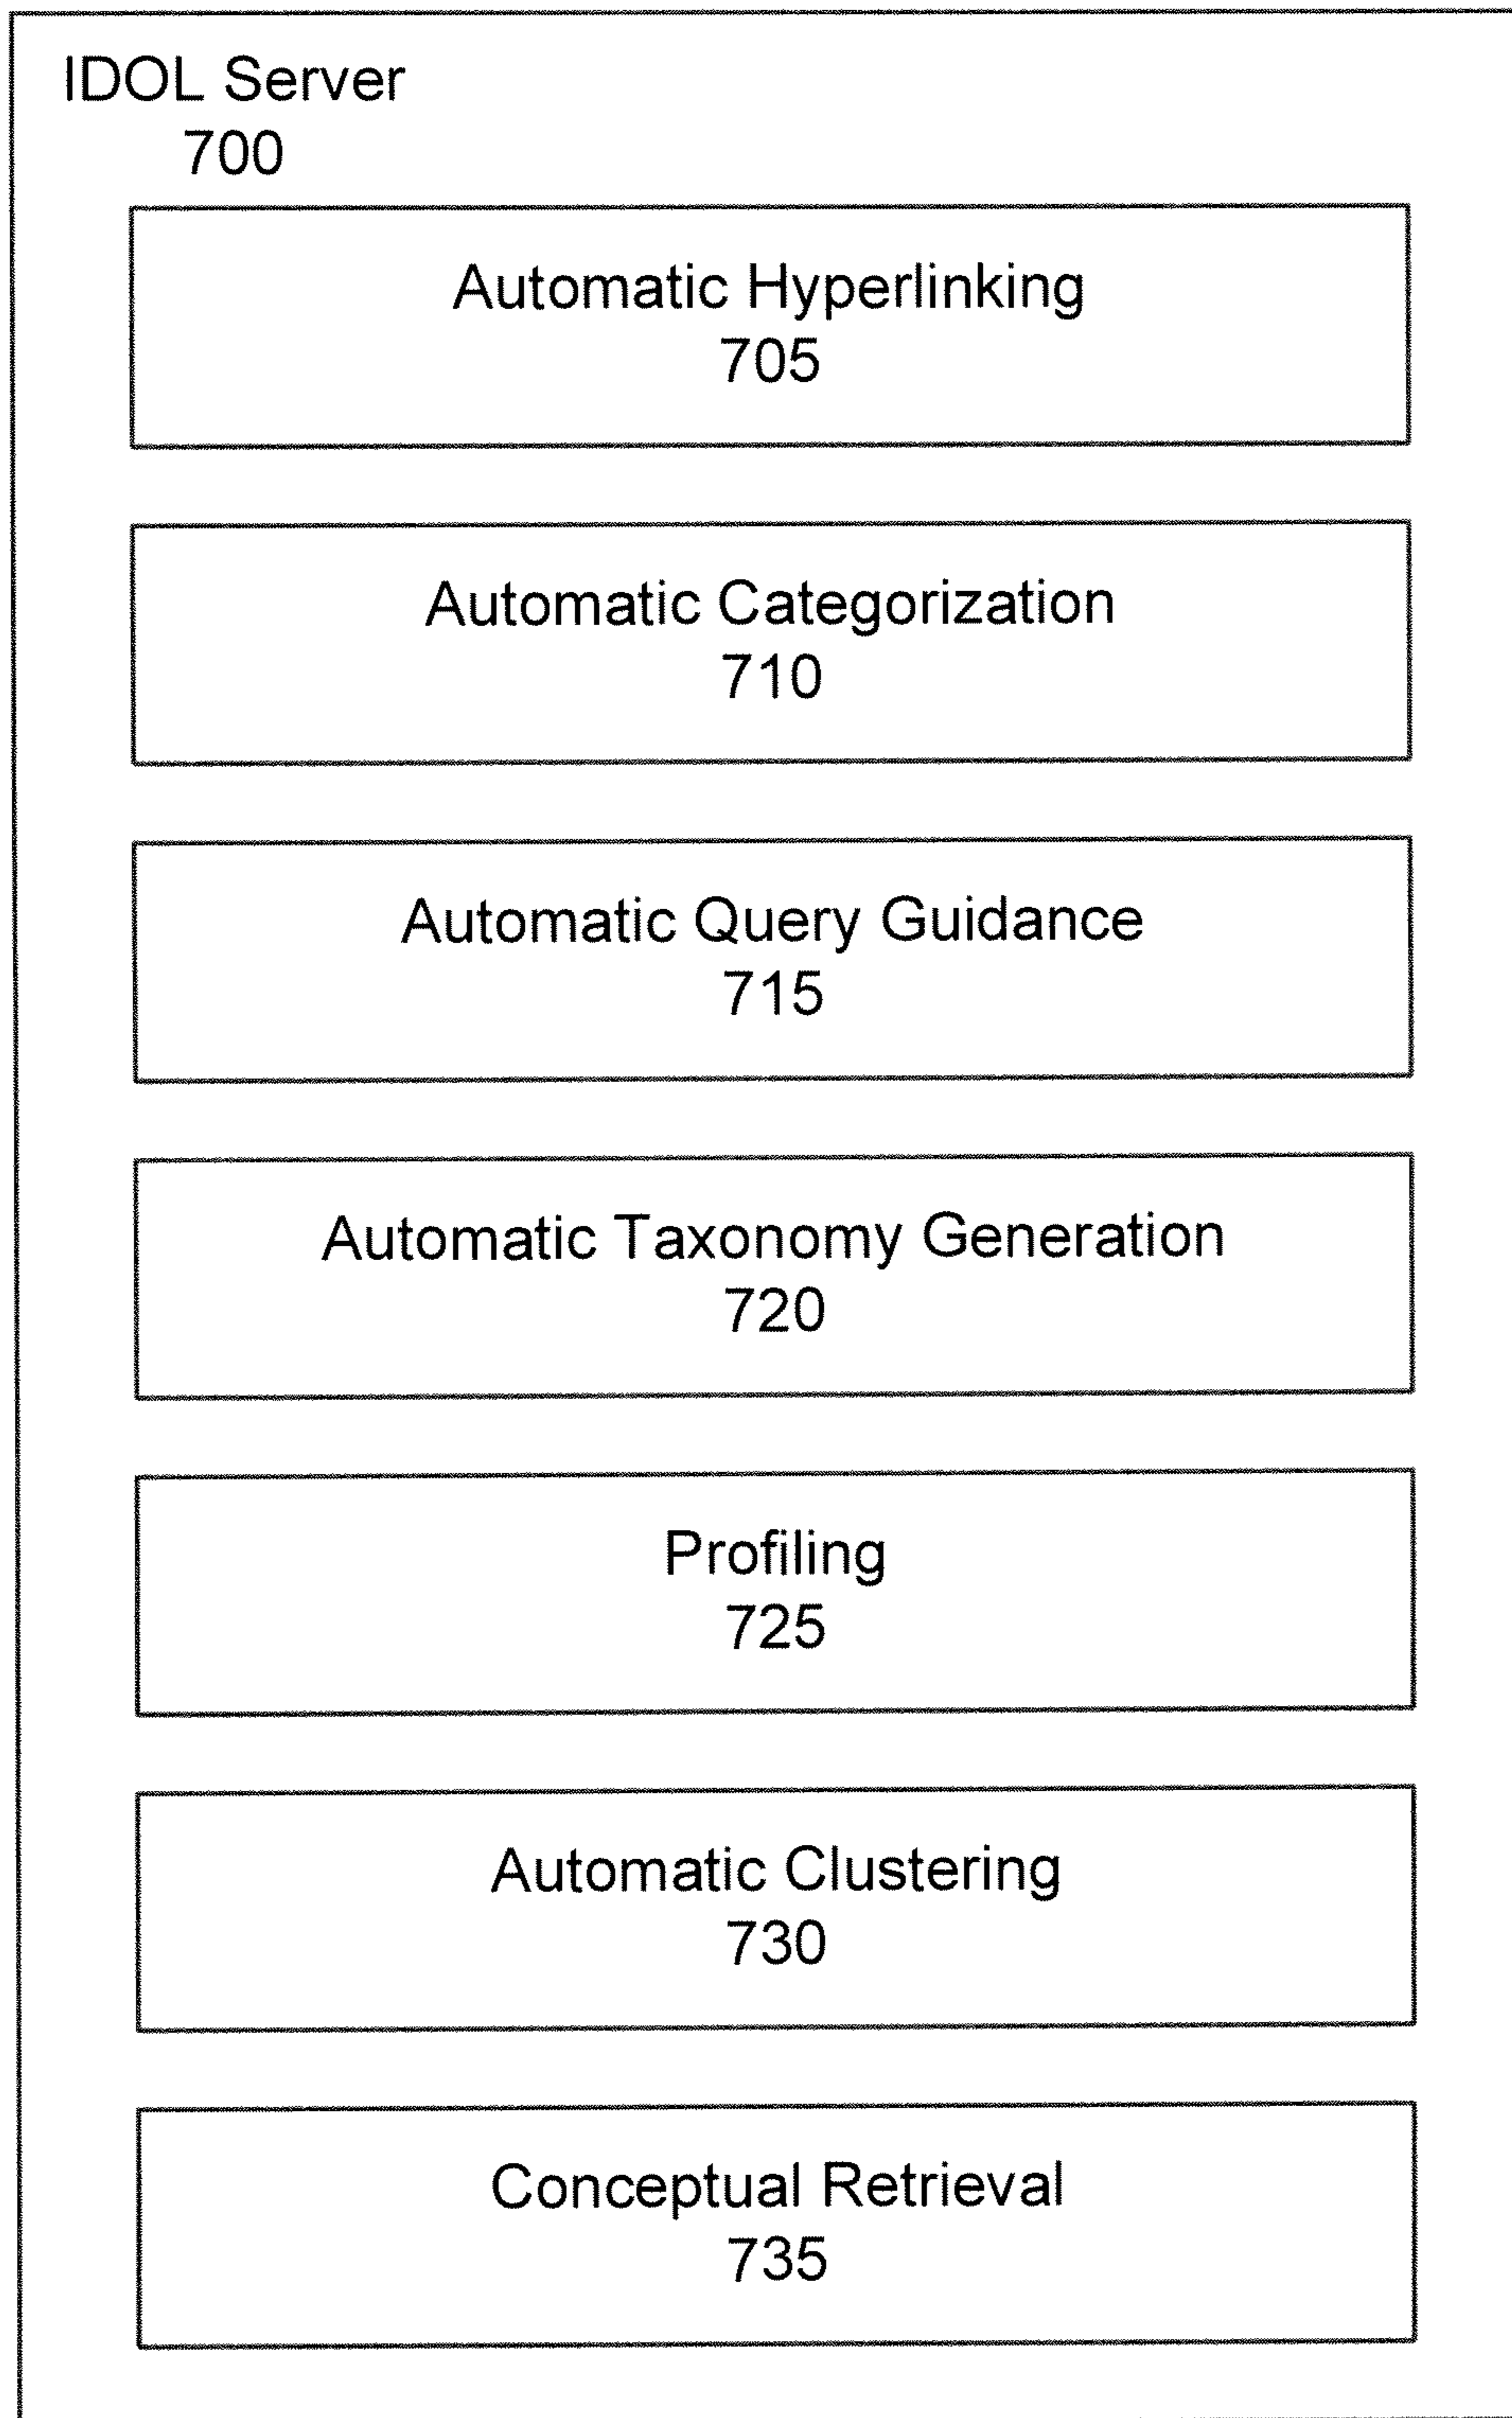 IDOL Server
700
Automatic Hyperlinking
705
Automatic Categorization
710
Automatic Query Guidance
715
Automatic Taxonomy Generation
720
Profiling
725
Automatic Clustering
730
Conceptual Retrieval
735